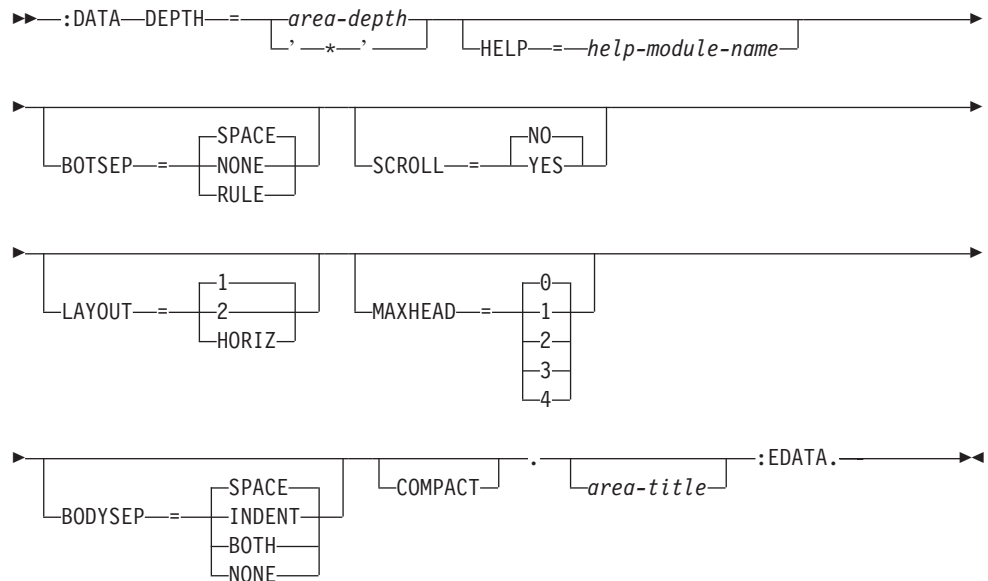 :DATA DEPTH = area-depth
' * '
HELP = help-module-name
BOTSEP = SPACE
NONE
RULE
SCROLL = NO
YES
LAYOUT = 1
2
HORIZ
MAXHEAD = 0
1
2
3
4
BODYSEP = SPACE
INDENT
BOTH
NONE
COMPACT
.
area-title
:EDATA.